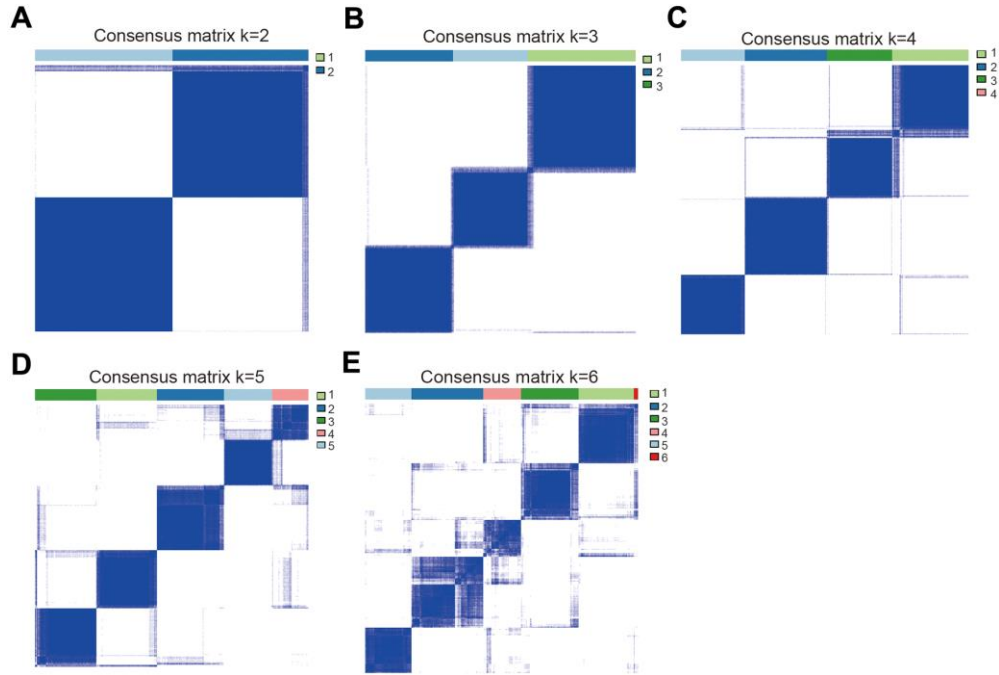 A
Consensus matrix k=2
1
2
B
Consensus matrix k=3
1
2
3
C
Consensus matrix k=4
1
2
3
4
D
Consensus matrix k=5
1
2
3
4
5
E
Consensus matrix k=6
1
2
3
4
5
6